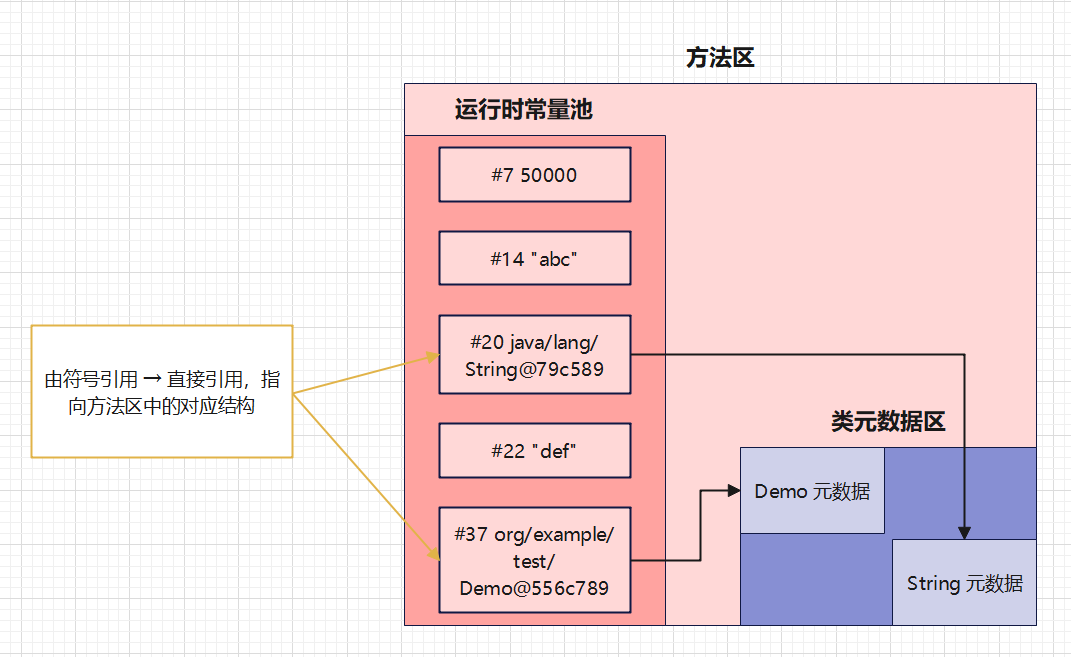 方法区
运行时常量池
#7 50000
#14 "abc"
#20 java/lang/
String@79c589
由符号引用 → 直接引用，指
向方法区中的对应结构
#22 "def"
类元数据区
Demo 元数据
#37 org/example/
test/
Demo@556c789
String 元数据